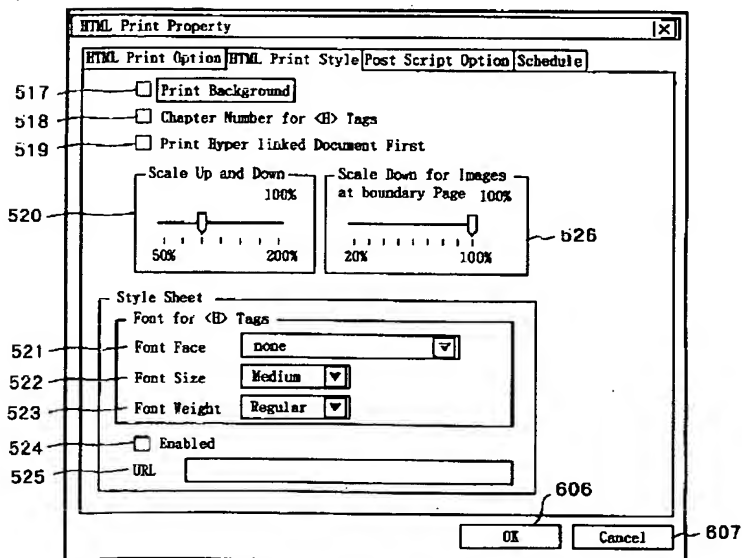 HTML Print Property
HTML Print Option HTML Print Style Post Script Option Schedule
517 Print Background
518 Chapter Number for <H> Tags
519 Print Hyper linked Document First
Scale Up and Down
100%
520
50% 200%
Scale Down for Images
at boundary Page 100%
526
20% 100%
Style Sheet
Font for <H> Tags
521 Font Face none
522 Font Size Medium
523 Font Weight Regular
524 Enabled
525 URL
606
OK Cancel 607